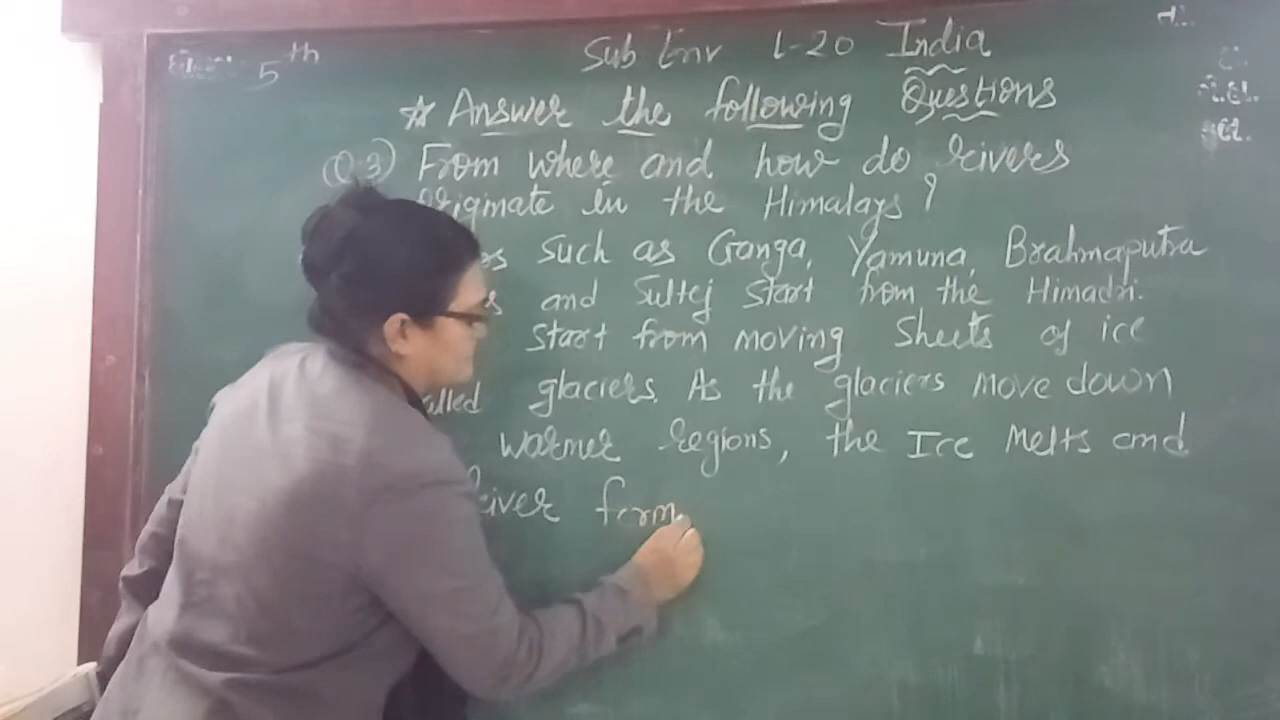 5th
Sub Env L-20 India
☆ Answer the following Questions
Q.3) From where and how do rivers
originate in the Himalays?
such as Ganga, Yamuna, Brahmaputra
and Sultej start from the Himadri.
start from moving Sheets of ice
glaciers. As the glaciers move down
warmer regions, the Ice Melts and
river form